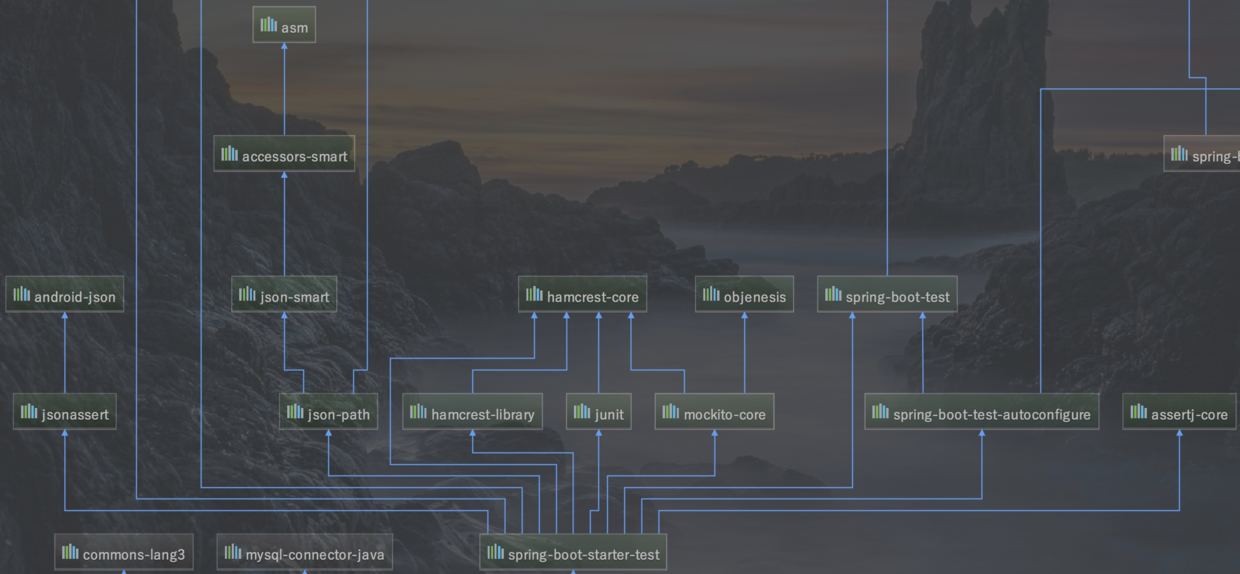 asm
accessors-smart
spring-b
android-json
json-smart
hamcrest-core
objenesis
spring-boot-test
jsonassert
json-path
hamcrest-library
junit
mockito-core
spring-boot-test-autoconfigure
assertj-core
commons-lang3
mysql-connector-java
spring-boot-starter-test